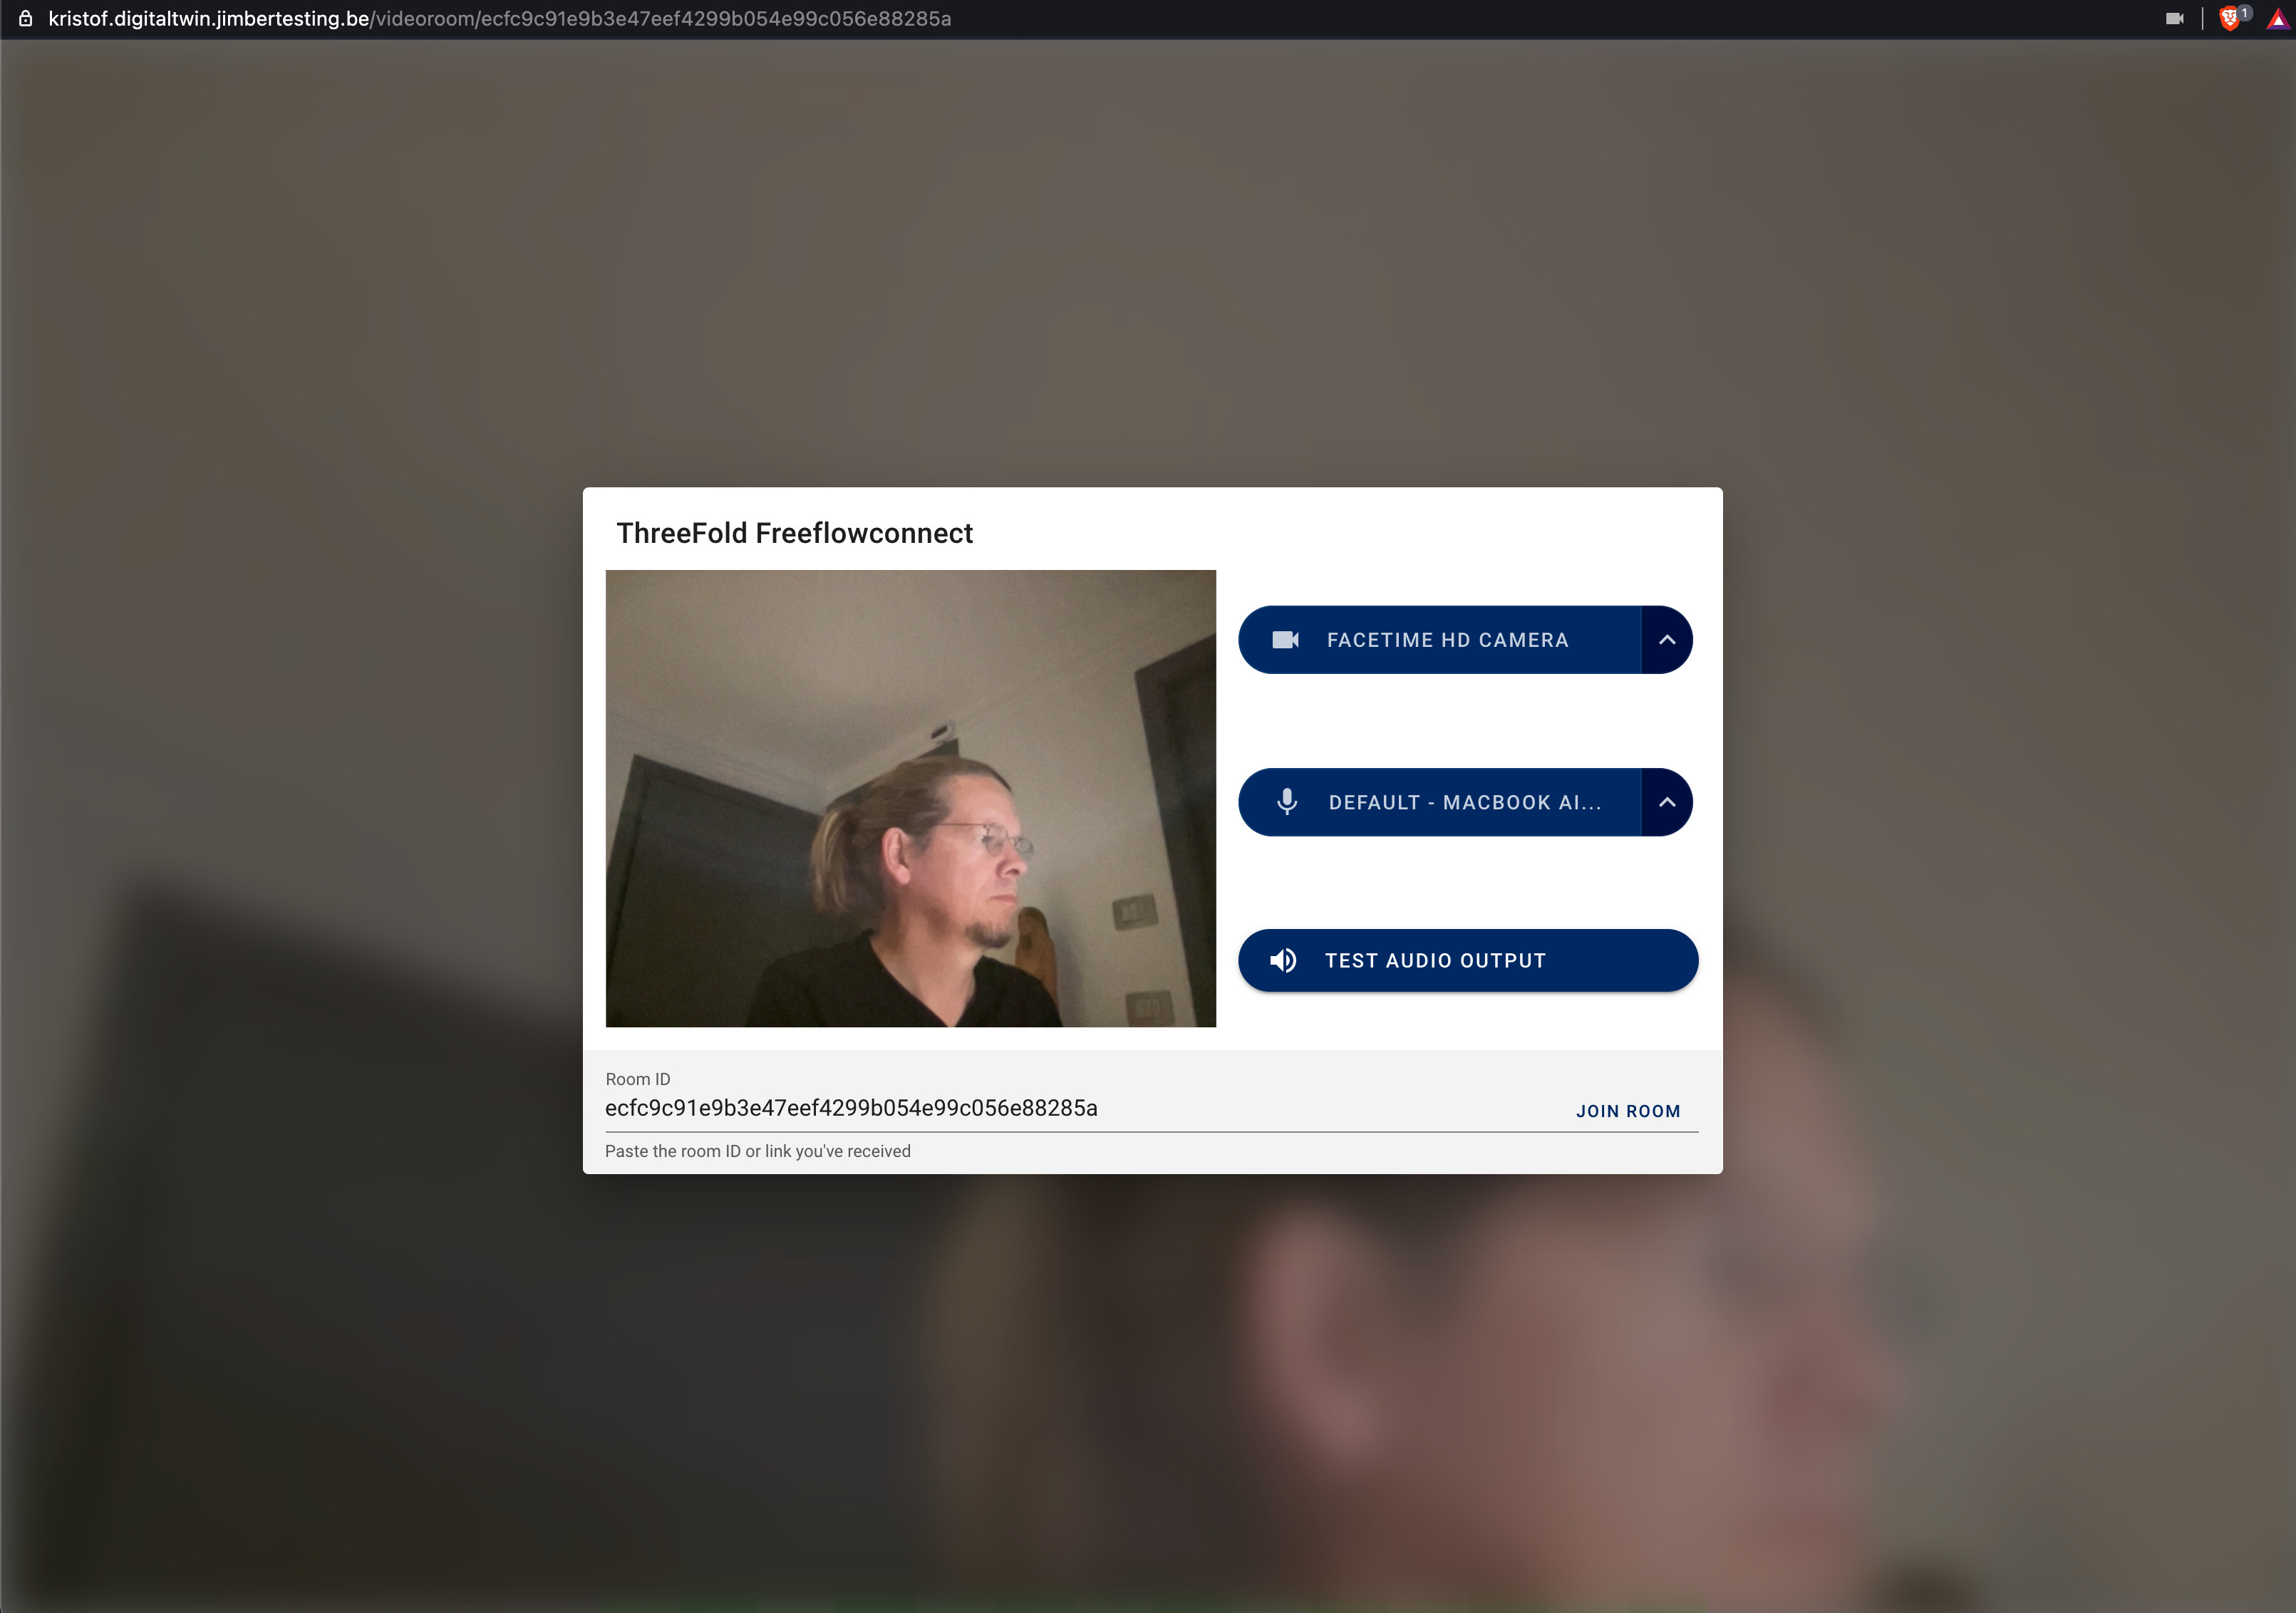 kristof.digitaltwin.jimbertesting.be/videoroom/ecfc9c91e9b3e47eef4299b054e99c056e88285a
1
ThreeFold Freeflowconnect
FACETIME HD CAMERA
DEFAULT - MACBOOK AI...
TEST AUDIO OUTPUT
Room ID
ecfc9c91e9b3e47eef4299b054e99c056e88285a
JOIN ROOM
Paste the room ID or link you've received